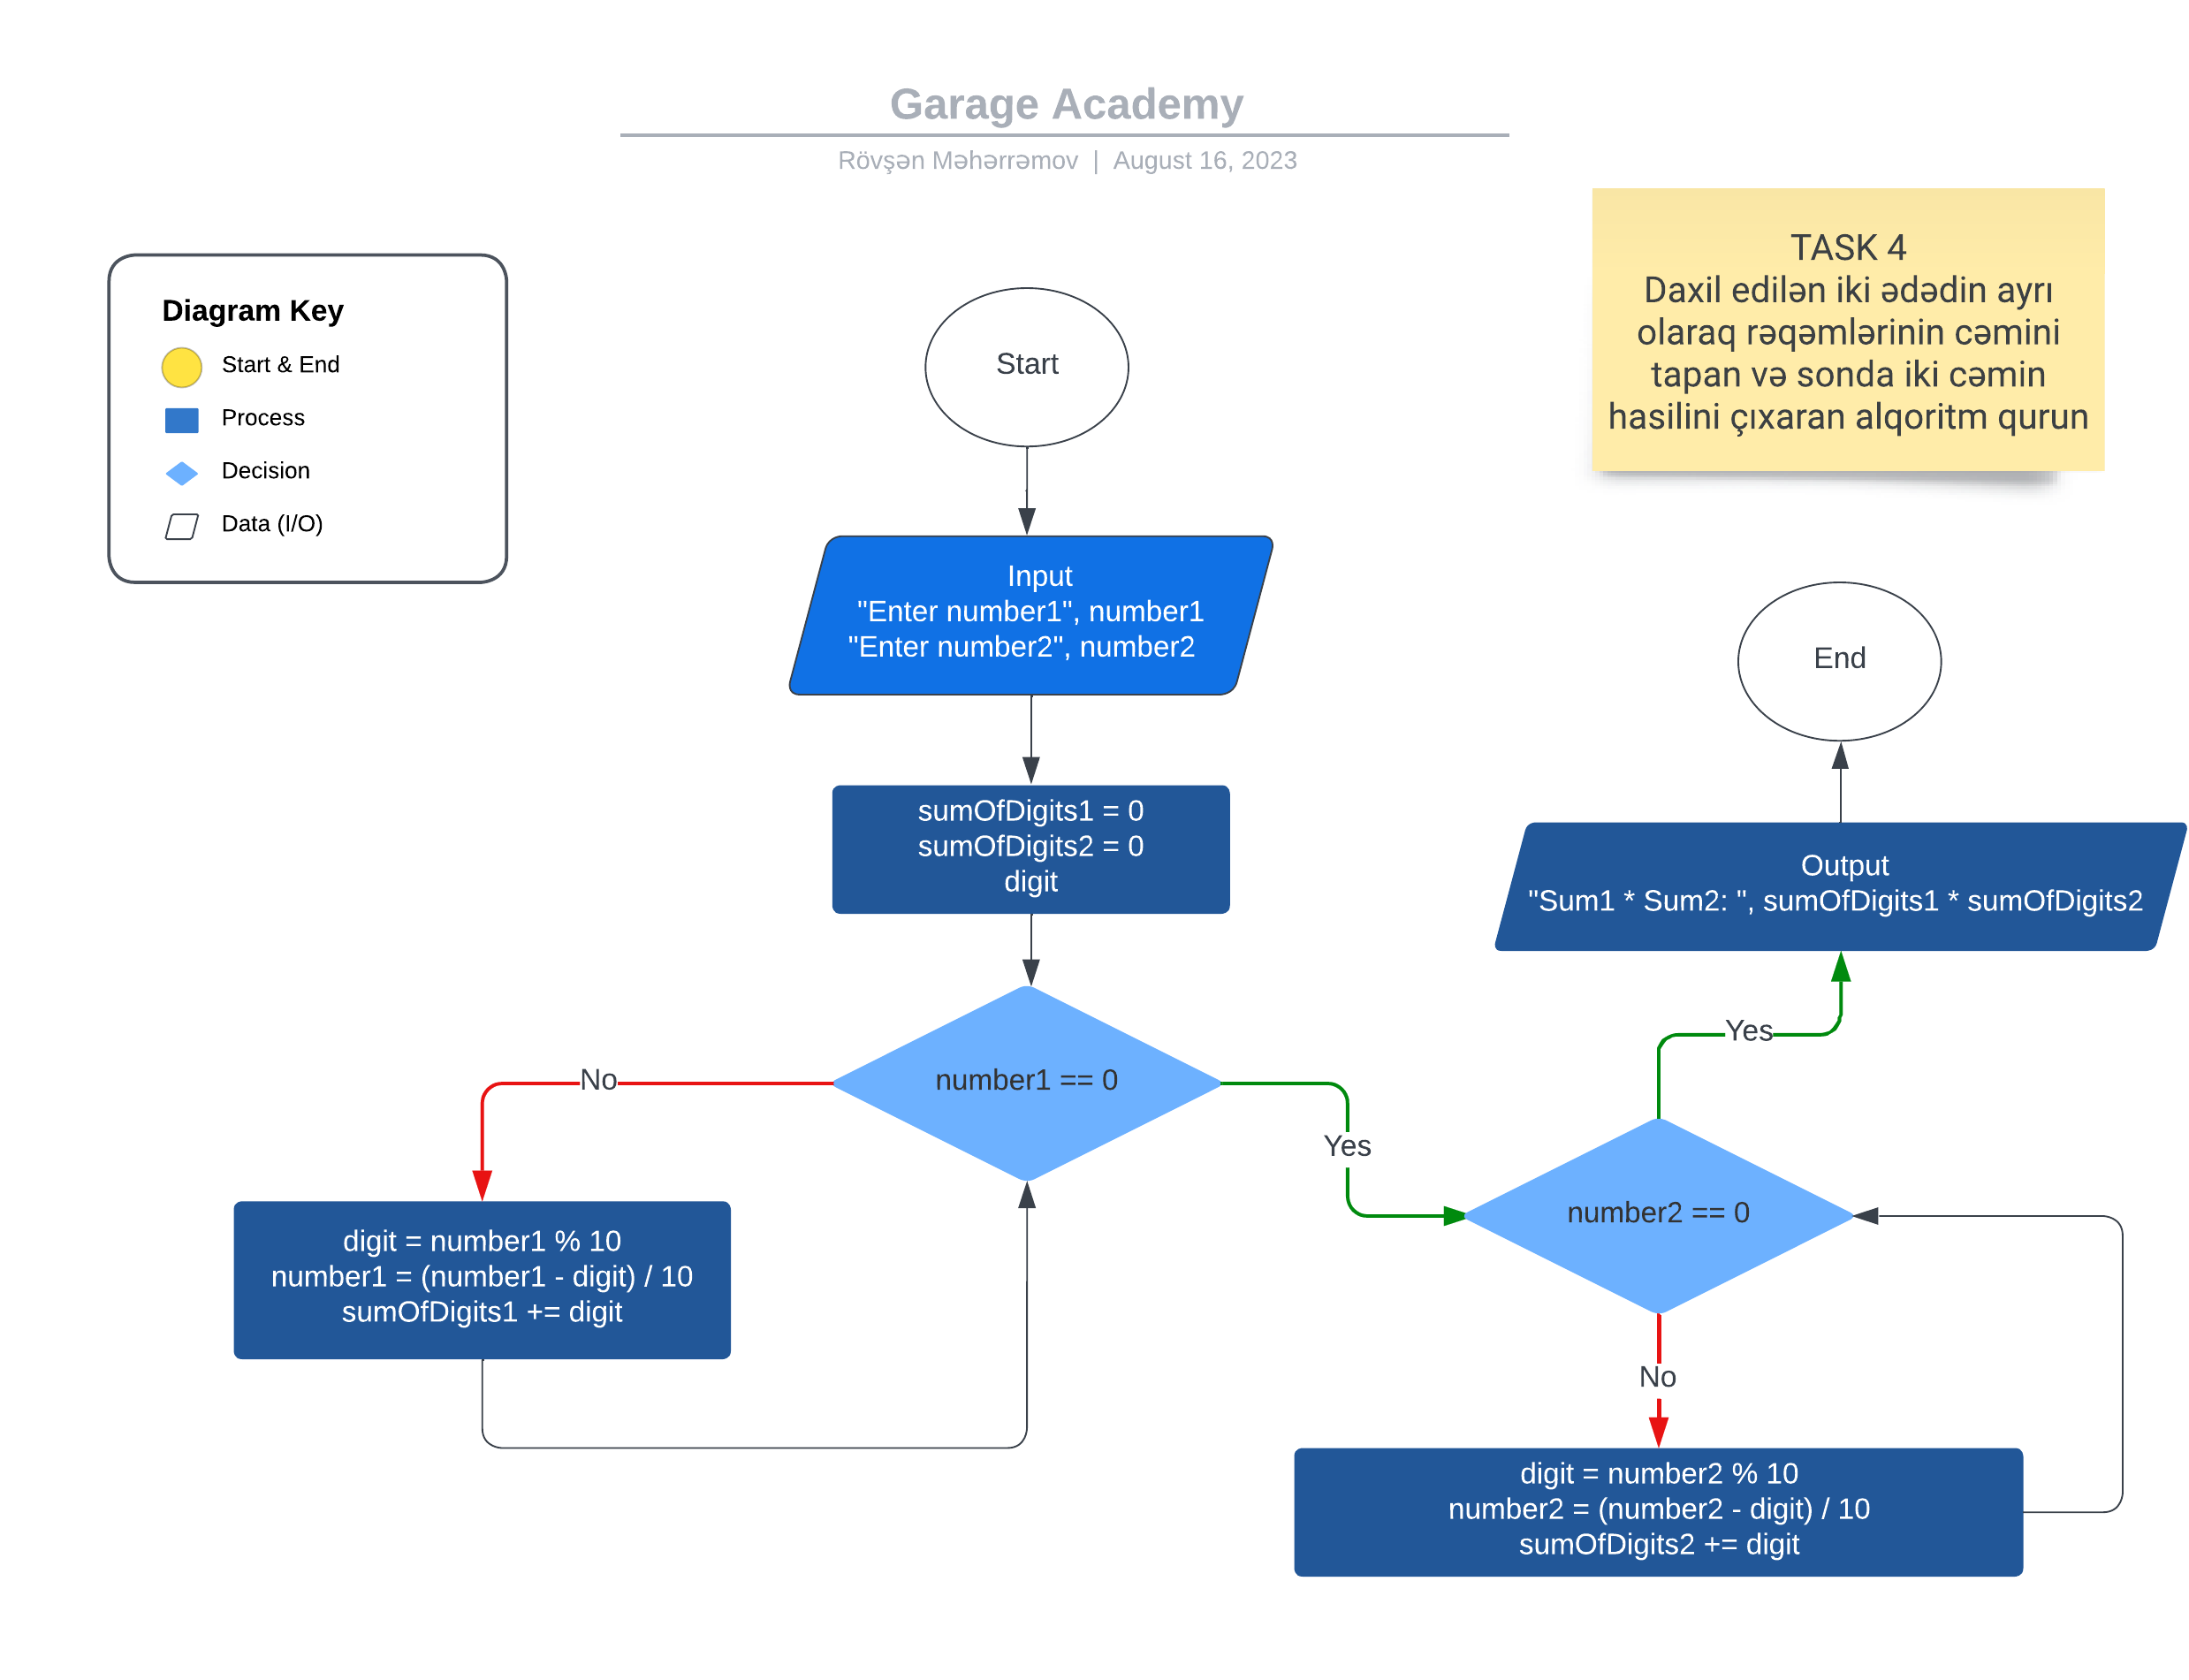 Garage Academy
Rövşən Məhərrəmov | August 16, 2023
TASK 4
Daxil edilən iki ədədin ayrı
olaraq rəqəmlərinin cəmini
tapan və sonda iki cəmin
hasilini çıxaran alqoritm qurun
Diagram Key
Start & End
Process
Decision
Data (I/O)
Start
Input
"Enter number1", number1
"Enter number2", number2
sumOfDigits1 = 0
sumOfDigits2 = 0
digit
number1 == 0
No
digit = number1 % 10
number1 = (number1 - digit) / 10
sumOfDigits1 += digit
Yes
number2 == 0
No
digit = number2 % 10
number2 = (number2 - digit) / 10
sumOfDigits2 += digit
Yes
Output
"Sum1 * Sum2: ", sumOfDigits1 * sumOfDigits2
End